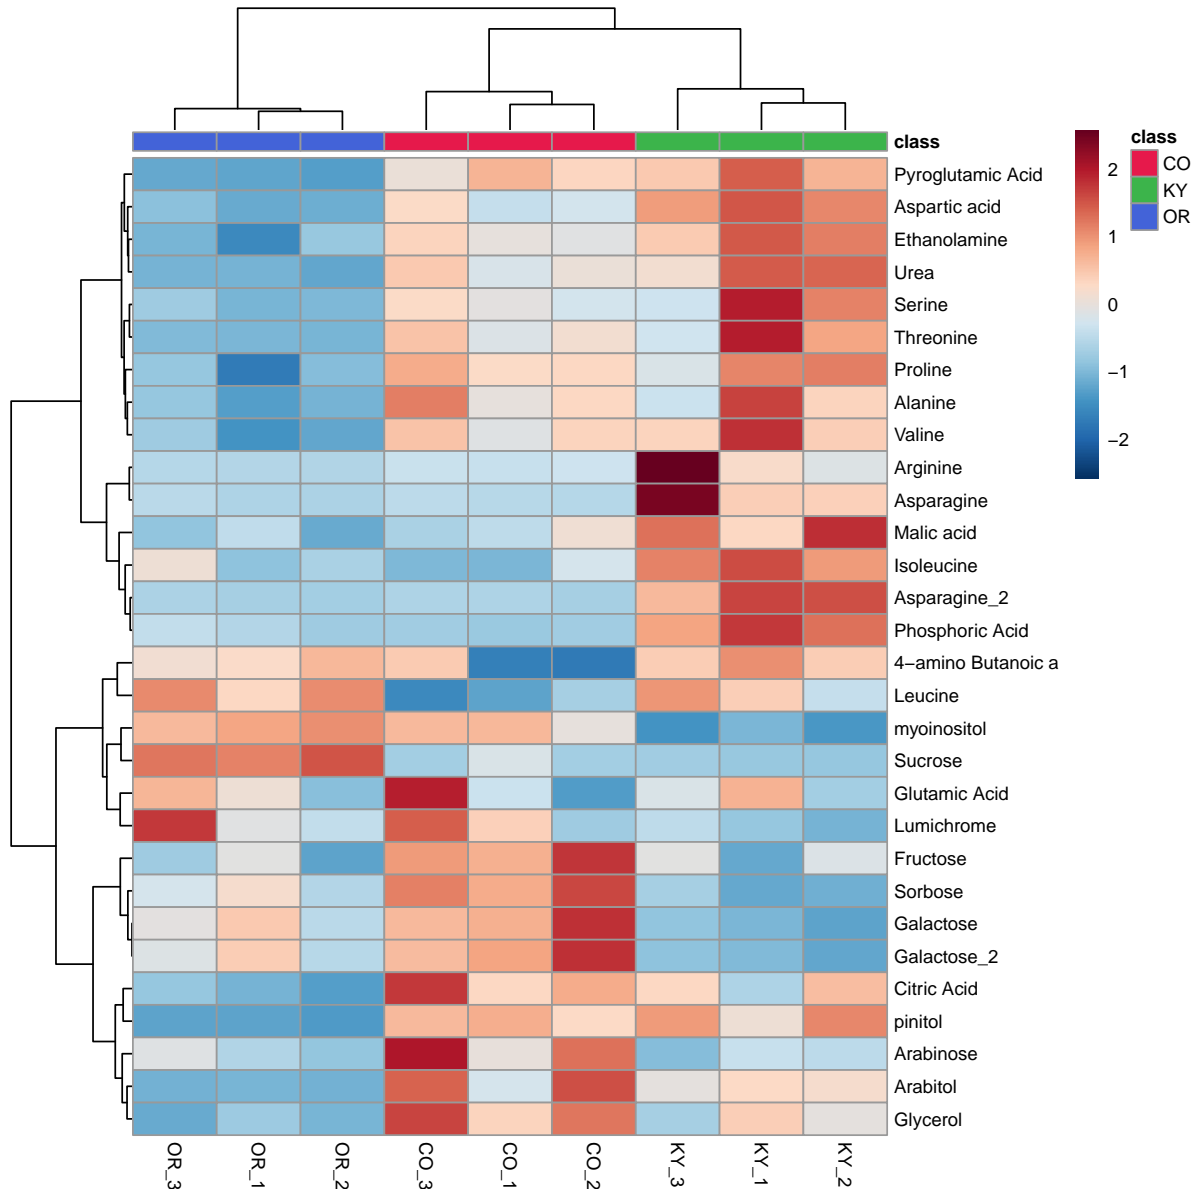 class
Pyroglutamic Acid
Aspartic acid
Ethanolamine
Urea
Serine
Threonine
Proline
Alanine
Valine
Arginine
Asparagine
Malic acid
Isoleucine
Asparagine_2
Phosphoric Acid
4−amino Butanoic a
Leucine
myoinositol
Sucrose
Glutamic Acid
Lumichrome
Fructose
Sorbose
Galactose
Galactose_2
Citric Acid
pinitol
Arabinose
Arabitol
Glycerol
OR_3
OR_1
OR_2
CO_3
CO_1
CO_2
KY_3
KY_1
KY_2
2
1
0
−1
−2
class
CO
KY
OR